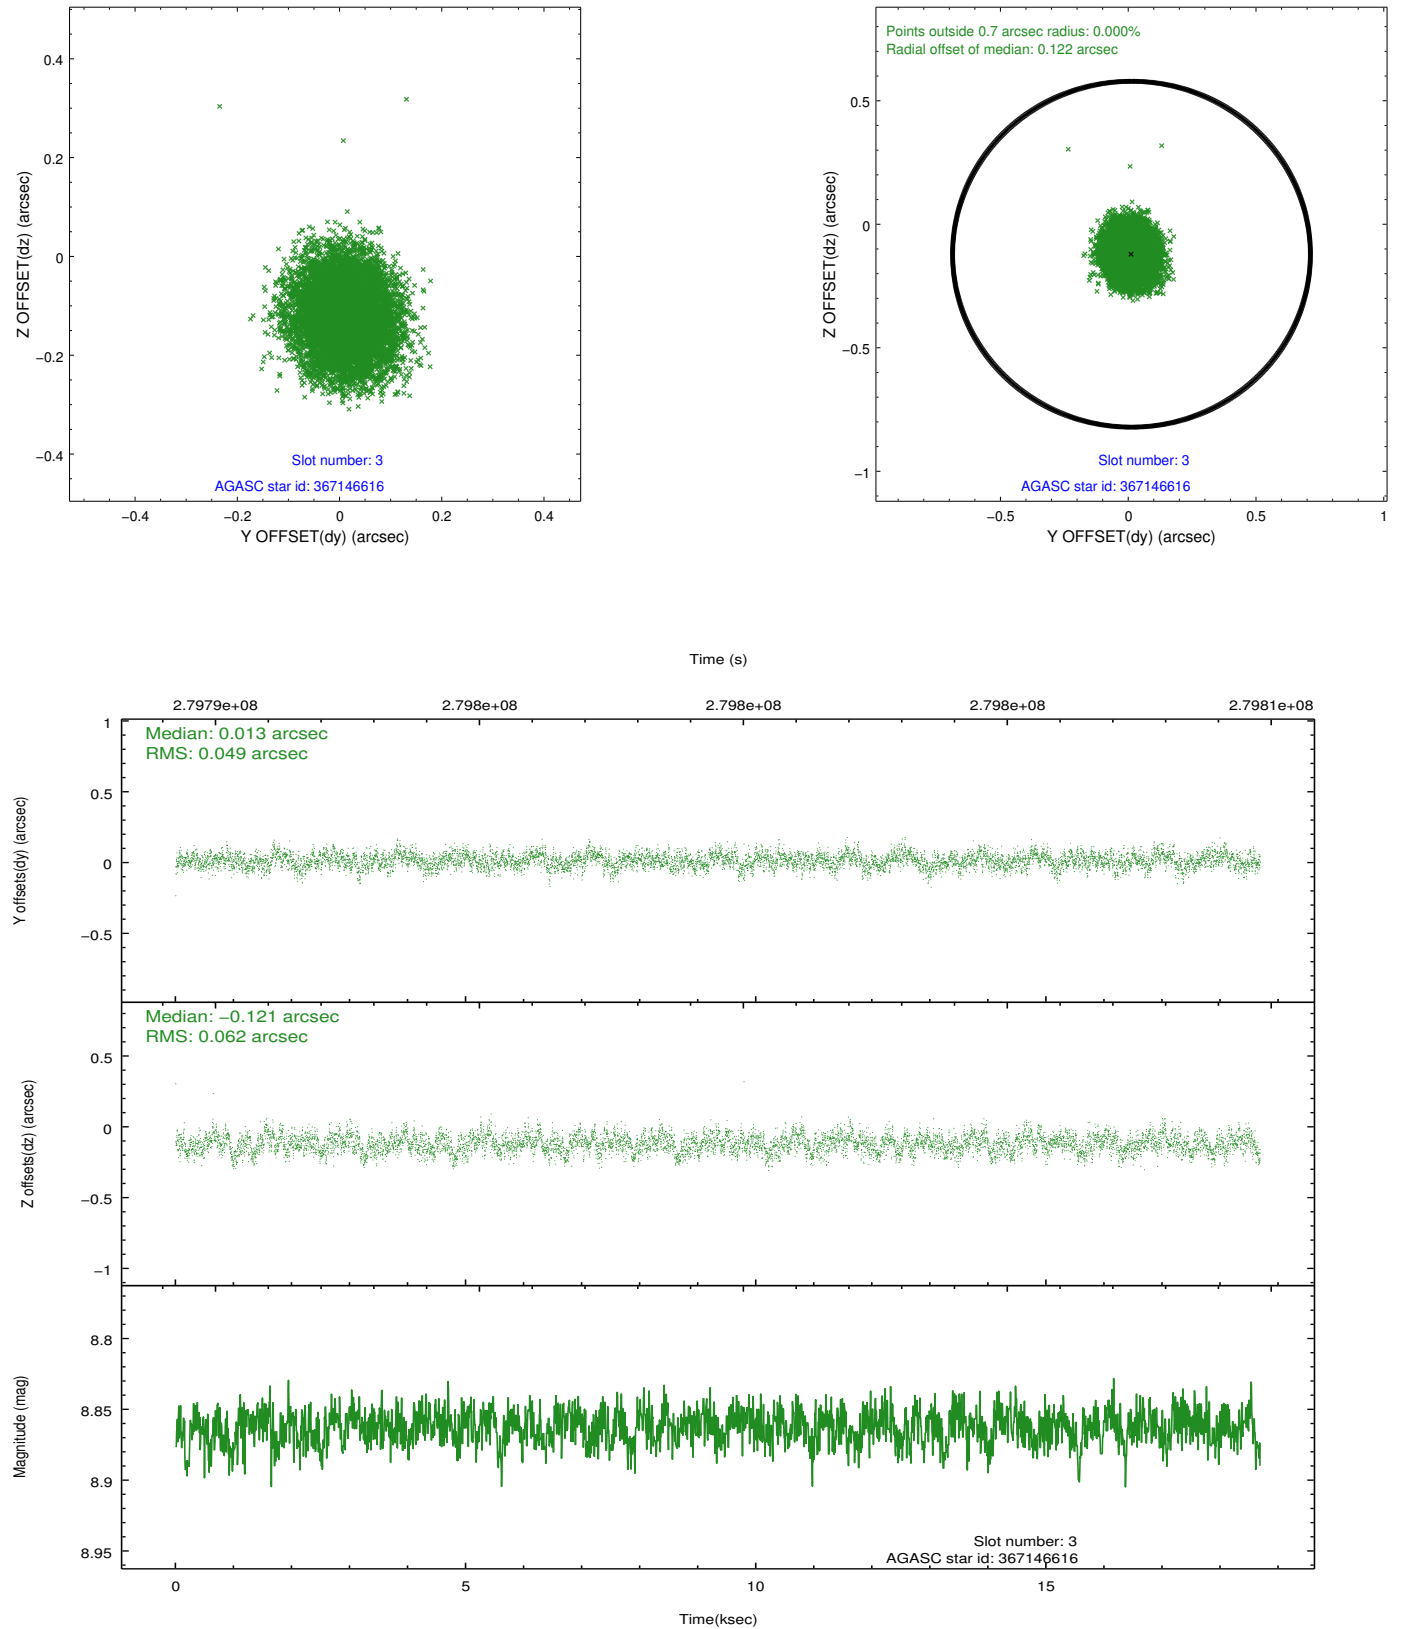 0.4
0.2
0
−0.2
−0.4
Z OFFSET(dz) (arcsec)
Slot number: 3
AGASC star id: 367146616
−0.4
−0.2
0
0.2
0.4
Y OFFSET(dy) (arcsec)
Points outside 0.7 arcsec radius: 0.000%
Radial offset of median: 0.122 arcsec
0.5
0
−0.5
−1
Z OFFSET(dz) (arcsec)
Slot number: 3
AGASC star id: 367146616
−0.5
0
0.5
1
Y OFFSET(dy) (arcsec)
Time (s)
2.7979e+08
2.798e+08
2.798e+08
2.798e+08
2.7981e+08
Median: 0.013 arcsec
RMS: 0.049 arcsec
1
0.5
0
−0.5
Y offsets(dy) (arcsec)
Median: −0.121 arcsec
RMS: 0.062 arcsec
0.5
0
−0.5
−1
Z offsets(dz) (arcsec)
8.8
8.85
8.9
8.95
Magnitude (mag)
Slot number: 3
AGASC star id: 367146616
0
5
10
15
Time(ksec)